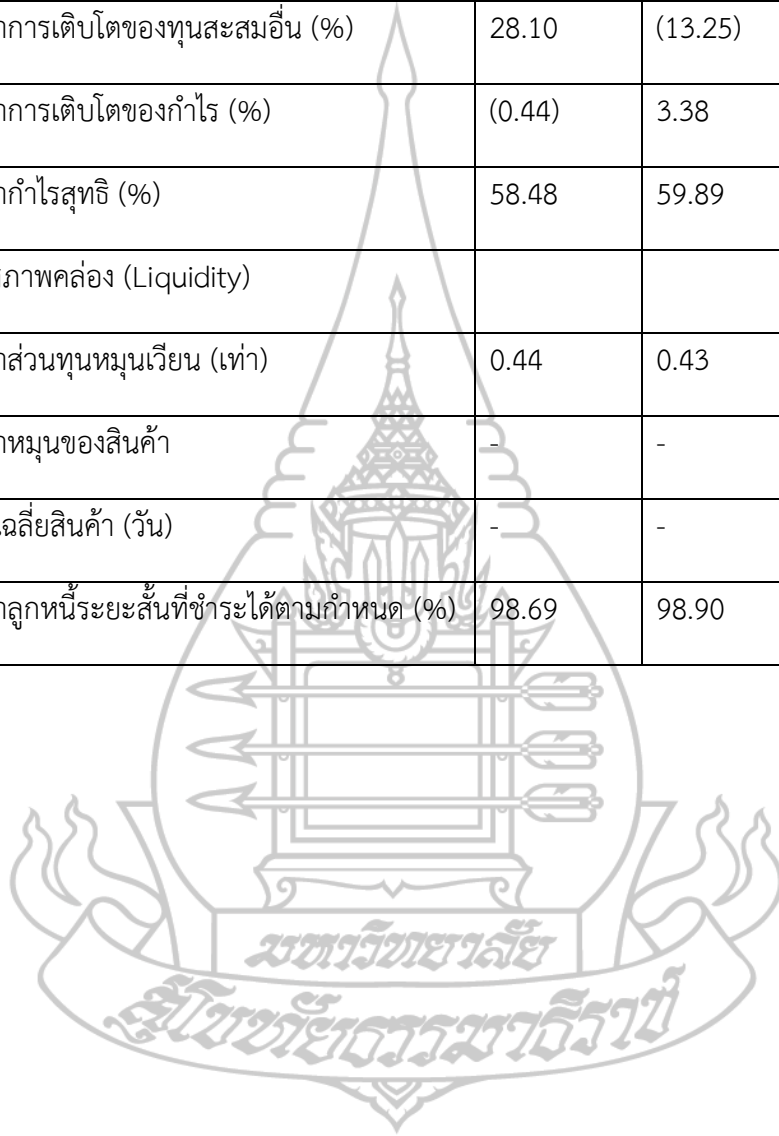 าการเติบโตของทุนสะสมอื่น (%) 28.10 (13.25)
าการเติบโตของกำไร (%) (0.44) 3.38
ากำไรสุทธิ (%) 58.48 59.89
สภาพคล่อง (Liquidity)
าส่วนทุนหมุนเวียน (เท่า) 0.44 0.43
าหมุนของสินค้า - -
เฉลี่ยสินค้า (วัน) - -
าลูกหนี้ระยะสั้นที่ชำระได้ตามกำหนด (%) 98.69 98.90
มหาวิทยาลัย
สุโขทัยธรรมาธิราช